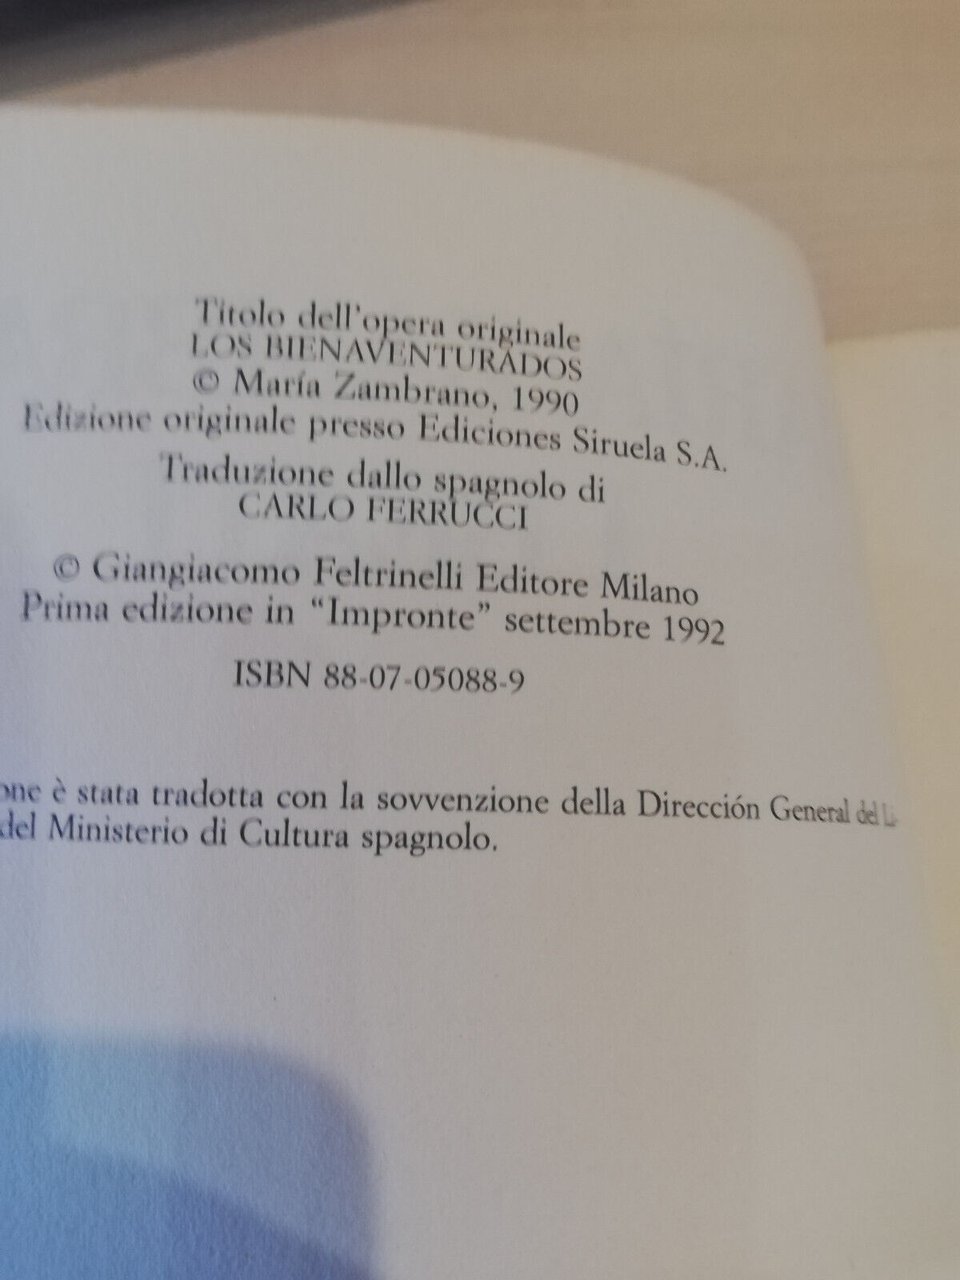 Titolo dell'opera originale
LOS BIENAVENTURADOS
© María Zambrano, 1990
Edizione originale presso Ediciones Siruela S.A.
Traduzione dallo spagnolo di
CARLO FERRUCCI
© Giangiacomo Feltrinelli Editore Milano
Prima edizione in “Impronte” settembre 1992
ISBN 88-07-05088-9
è stata tradotta con la sovvenzione della Dirección General del
del Ministerio di Cultura spagnolo.